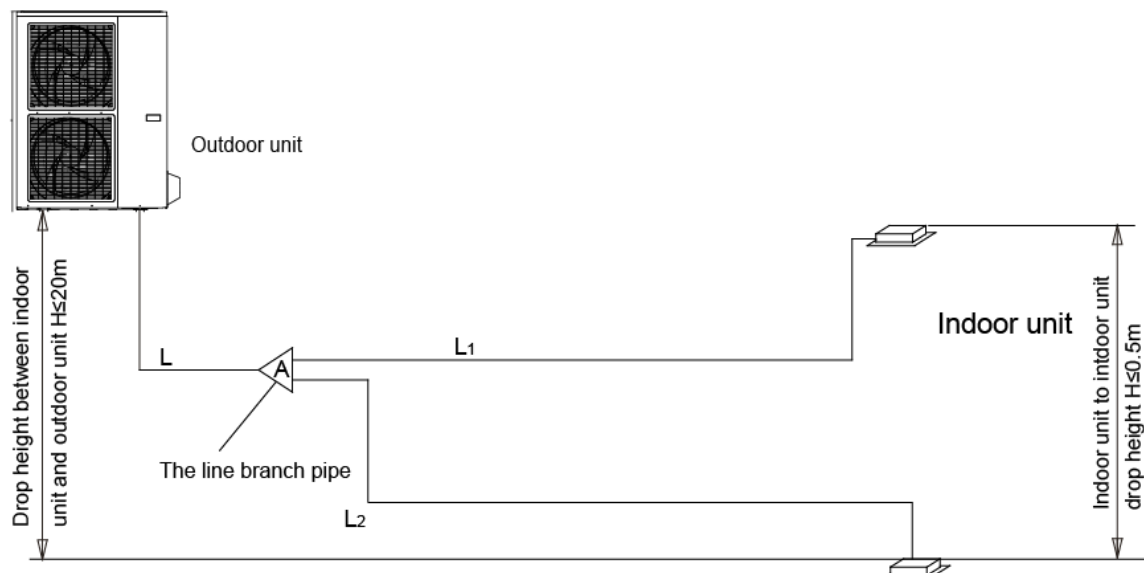 Outdoor unit
Drop height between indoor
unit and outdoor unit H≤20m
L
A
L1
Indoor unit
Indoor unit to intdoor unit
drop height H≤0.5m
The line branch pipe
L2